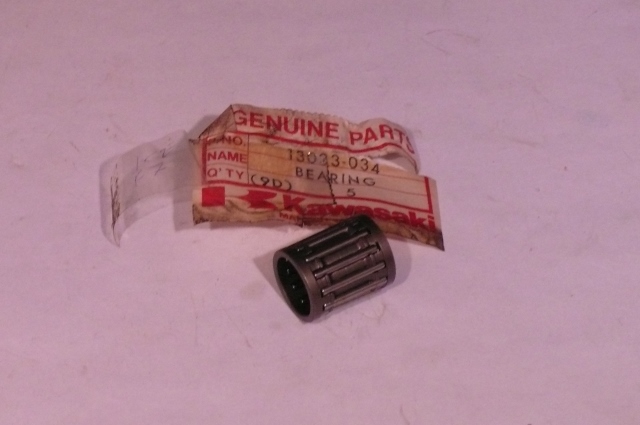 GENUINE PARTS
NO. 13033-034
NAME BEARING
Q'TY (9D) 5
Kawasaki